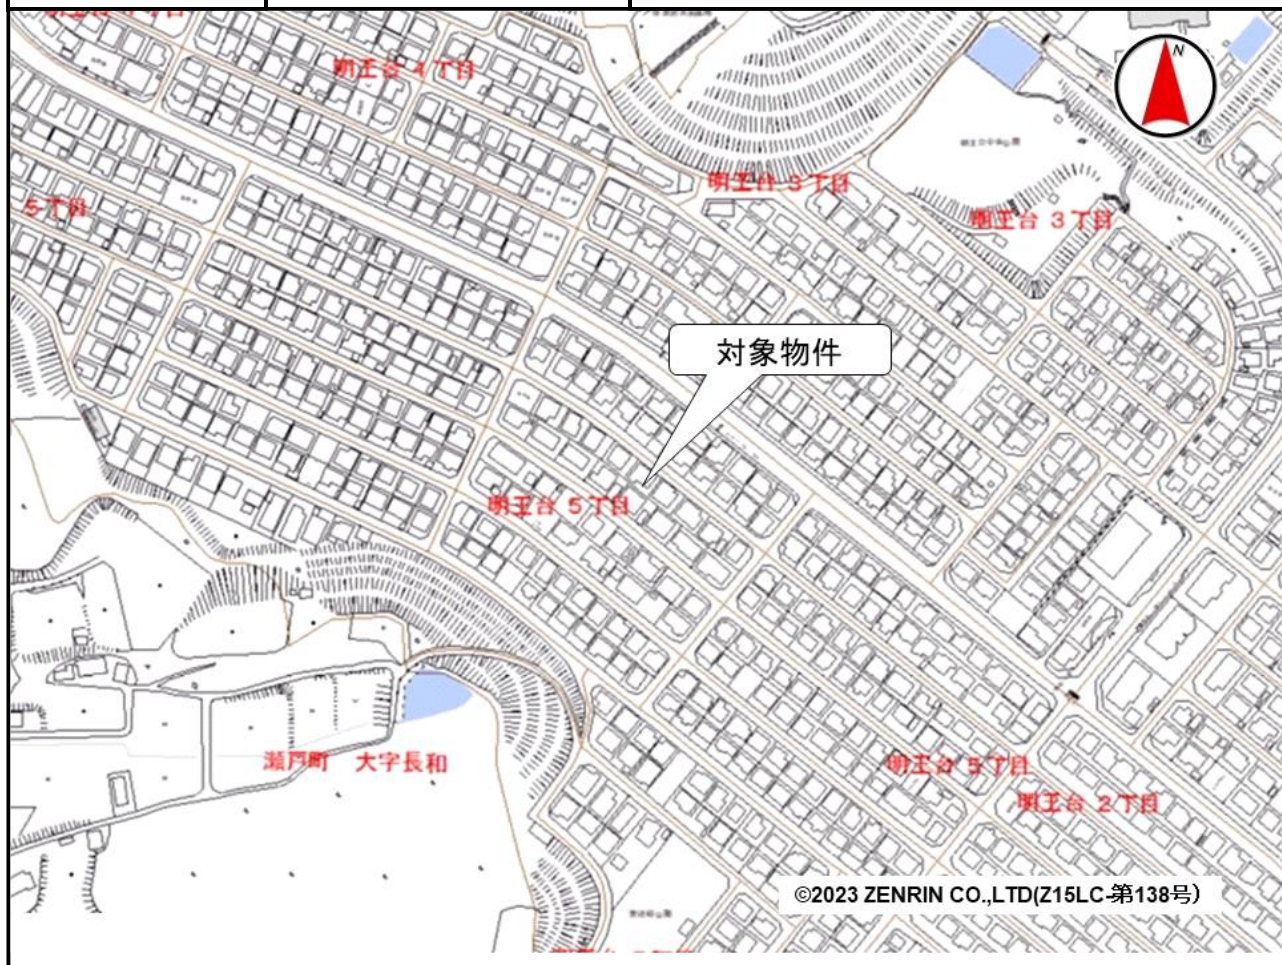 明王台 4 丁目
N
明王台 3 丁目
5 丁目
明王台 3 丁目
対象物件
明王台 5 丁目
瀬戸町 大字長和
明王台 5 丁目
明王台 2 丁目
©2023 ZENRIN CO.,LTD(Z15LC-第138号)